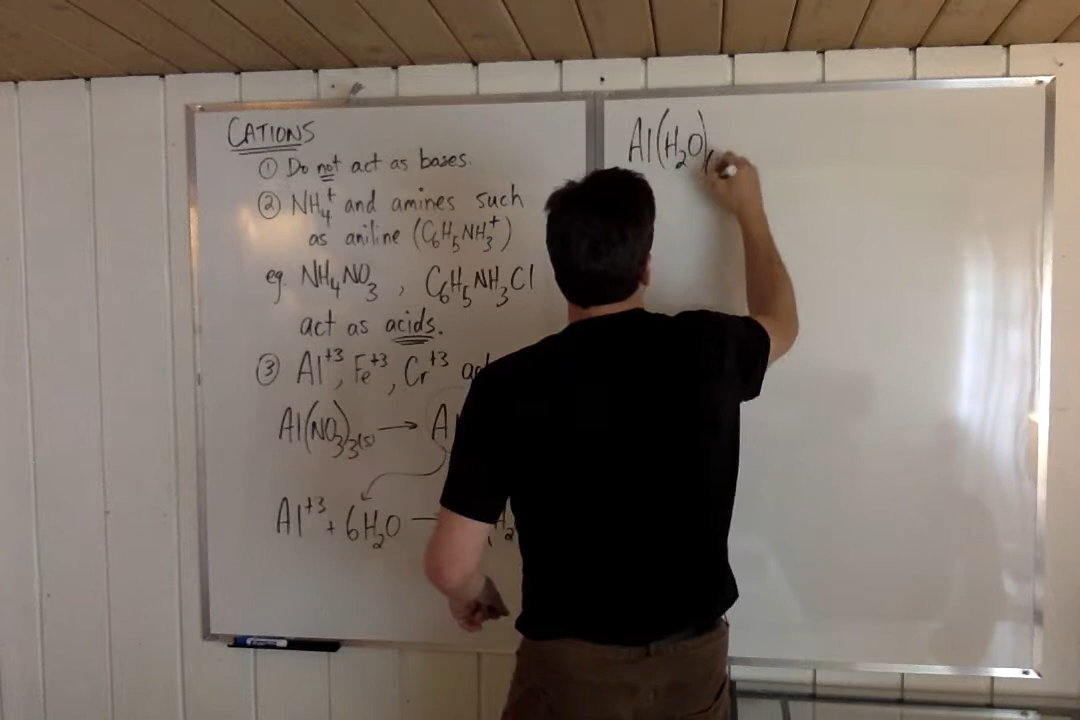 CATIONS
① Do not act as bases.
② NH₄⁺ and amines such
as aniline (C₆H₅NH₃⁺)
eg. NH₄NO₃ , C₆H₅NH₃Cl
act as acids.
③ Al⁺³, Fe⁺³, Cr⁺³
Al(NO₃)₃(s) → A
Al⁺³ + 6H₂O → H₂
Al(H₂O)